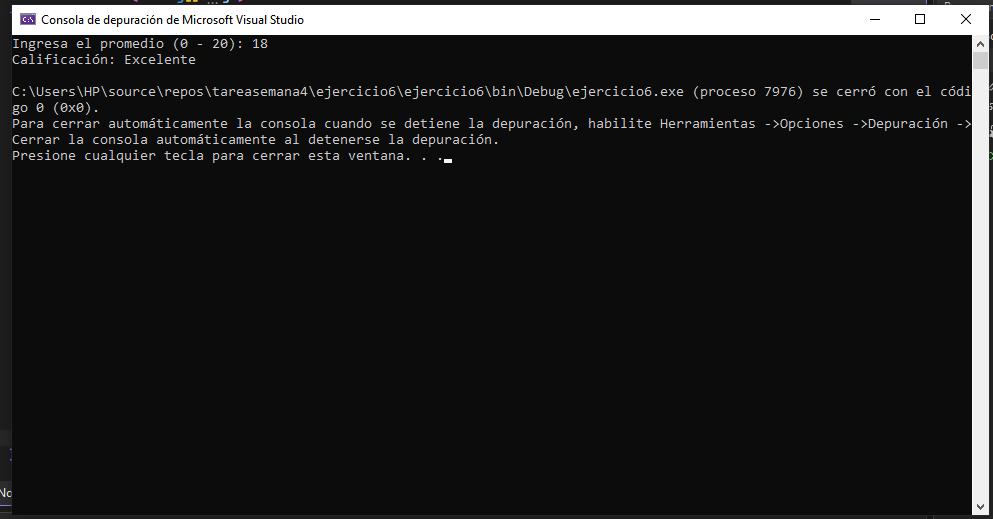 Consola de depuración de Microsoft Visual Studio
Ingresa el promedio (0 - 20): 18
Calificación: Excelente
C:\Users\HP\source\repos\tareasemana4\ejercicio6\ejercicio6\bin\Debug\ejercicio6.exe (proceso 7976) se cerró con el códi
go 0 (0x0).
Para cerrar automáticamente la consola cuando se detiene la depuración, habilite Herramientas ->Opciones ->Depuración ->
Cerrar la consola automáticamente al detenerse la depuración.
Presione cualquier tecla para cerrar esta ventana. . .
No